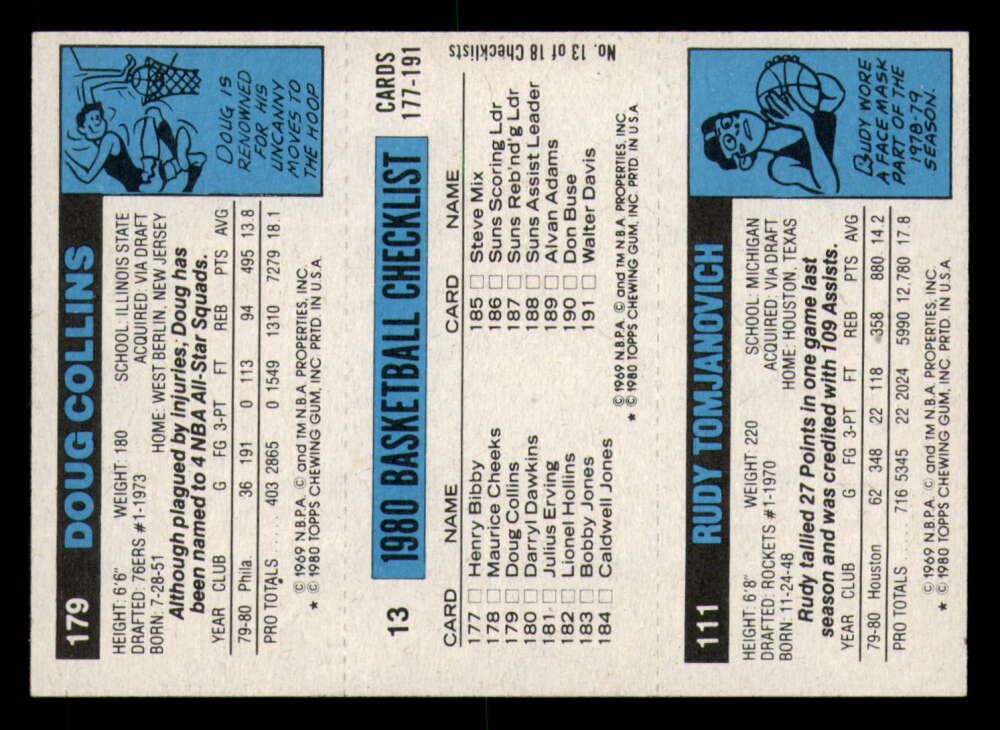 179 DOUG COLLINS
HEIGHT: 6'6" WEIGHT: 180 SCHOOL: ILLINOIS STATE
DRAFTED: 76ERS #1-1973 ACQUIRED: VIA DRAFT
BORN: 7-28-51 HOME: WEST BERLIN, NEW JERSEY
Although plagued by injuries, Doug has
been named to 4 NBA All-Star Squads.
YEAR CLUB G FG 3-PT FT REB PTS AVG
79-80 Phila. 36 191 0 113 94 495 13.8
PRO TOTALS .... 403 2865 0 1549 1310 7279 18.1
© 1969 N.B.P.A. © and TM N.B.A. PROPERTIES, INC.
★ © 1980 TOPPS CHEWING GUM, INC PRTD IN U.S.A.
DOUG IS
RENOWNED
FOR HIS
UNCANNY
MOVES TO
THE HOOP
13 1980 BASKETBALL CHECKLIST CARDS
177-191
CARD NAME CARD NAME
177 □ Henry Bibby 185 □ Steve Mix
178 □ Maurice Cheeks 186 □ Suns Scoring Ldr
179 □ Doug Collins 187 □ Suns Reb'nd'g Ldr
180 □ Darryl Dawkins 188 □ Suns Assist Leader
181 □ Julius Erving 189 □ Alvan Adams
182 □ Lionel Hollins 190 □ Don Buse
183 □ Bobby Jones 191 □ Walter Davis
184 □ Caldwell Jones
© 1969 N.B.P.A. © and TM N.B.A. PROPERTIES, INC.
★ © 1980 TOPPS CHEWING GUM, INC. PRTD IN U.S.A.
No. 13 of 18 Checklists
111 RUDY TOMJANOVICH
HEIGHT: 6'8" WEIGHT: 220 SCHOOL: MICHIGAN
DRAFTED: ROCKETS #1-1970 ACQUIRED: VIA DRAFT
BORN: 11-24-48 HOME: HOUSTON, TEXAS
Rudy tallied 27 Points in one game last
season and was credited with 109 Assists.
YEAR CLUB G FG 3-PT FT REB PTS AVG
79-80 Houston 62 348 22 118 358 880 14.2
PRO TOTALS .... 716 5345 22 2024 5990 12,780 17.8
© 1969 N.B.P.A. © and TM N.B.A. PROPERTIES, INC.
★ © 1980 TOPPS CHEWING GUM, INC PRTD IN U.S.A.
RUDY WORE
A FACE MASK
PART OF THE
1978-79
SEASON.